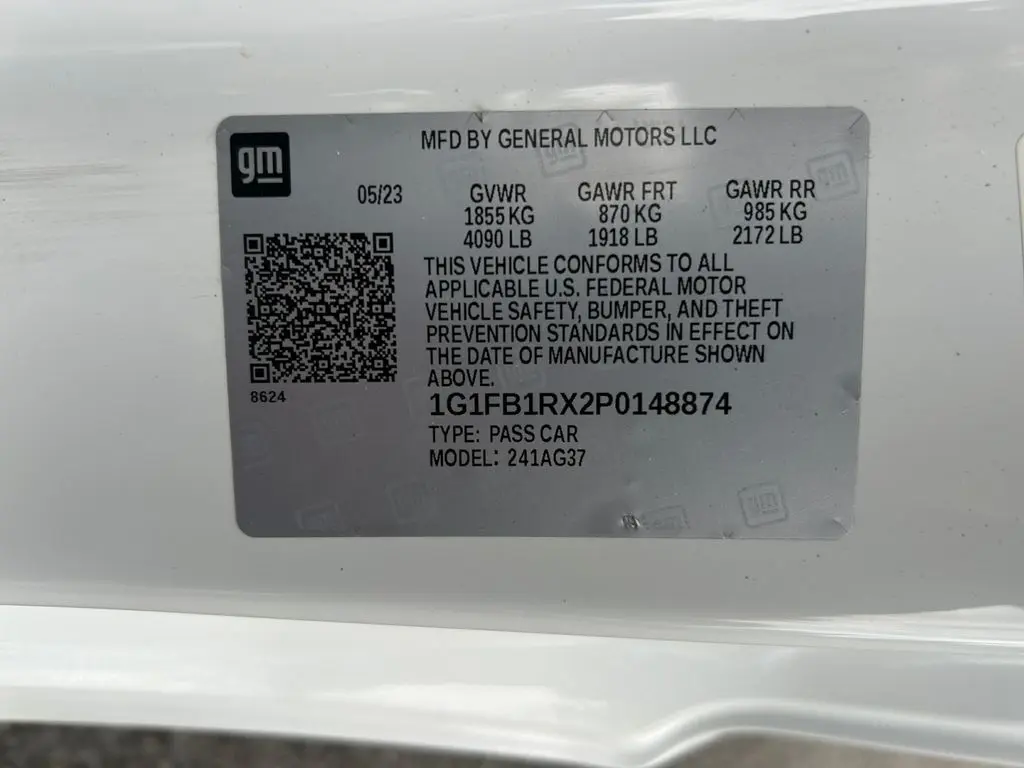 gm
MFD BY GENERAL MOTORS LLC
05/23 GVWR GAWR FRT GAWR RR
1855 KG 870 KG 985 KG
4090 LB 1918 LB 2172 LB
THIS VEHICLE CONFORMS TO ALL
APPLICABLE U.S. FEDERAL MOTOR
VEHICLE SAFETY, BUMPER, AND THEFT
PREVENTION STANDARDS IN EFFECT ON
THE DATE OF MANUFACTURE SHOWN
ABOVE.
8624
1G1FB1RX2P0148874
TYPE: PASS CAR
MODEL: 241AG37
gm